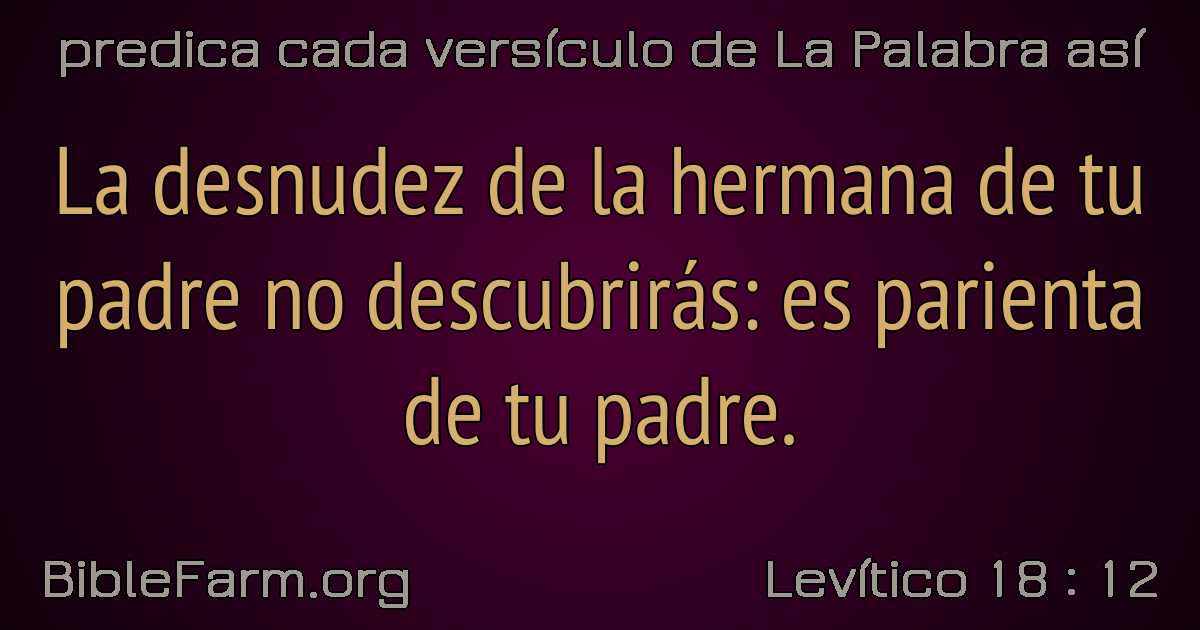 predica cada versículo de La Palabra así
La desnudez de la hermana de tu
padre no descubrirás: es parienta
de tu padre.
BibleFarm.org
Levítico 18 : 12